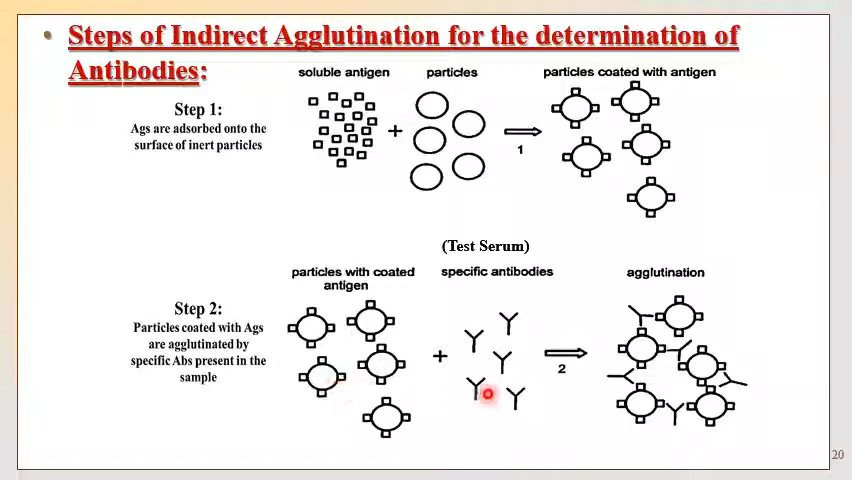 • Steps of Indirect Agglutination for the determination of
Antibodies:
soluble antigen
particles
particles coated with antigen
Step 1:
Ags are adsorbed onto the
surface of inert particles
+
1
(Test Serum)
particles with coated
antigen
specific antibodies
agglutination
Step 2:
Particles coated with Ags
are agglutinated by
specific Abs present in the
sample
+
2
20